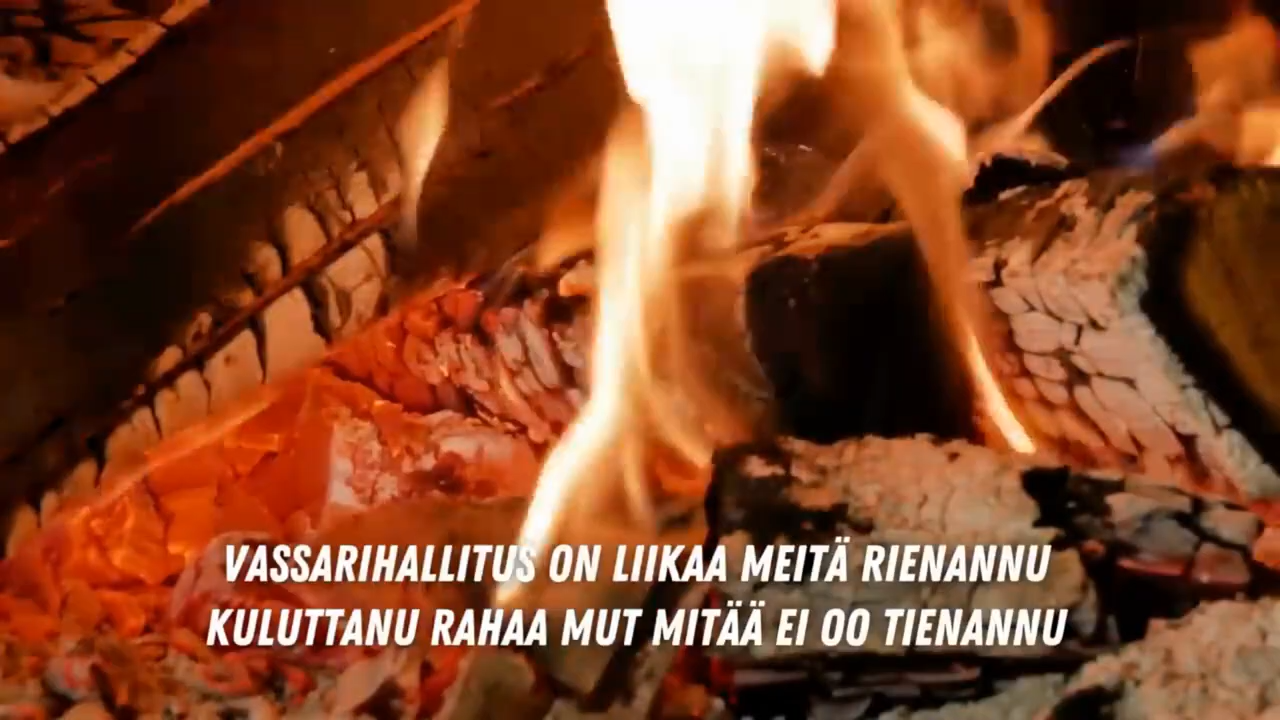 VASSARIHALLITUS ON LIIKAA MEITÄ RIENANNU
KULUTTANU RAHAA MUT MITÄÄ EI OO TIENANNU